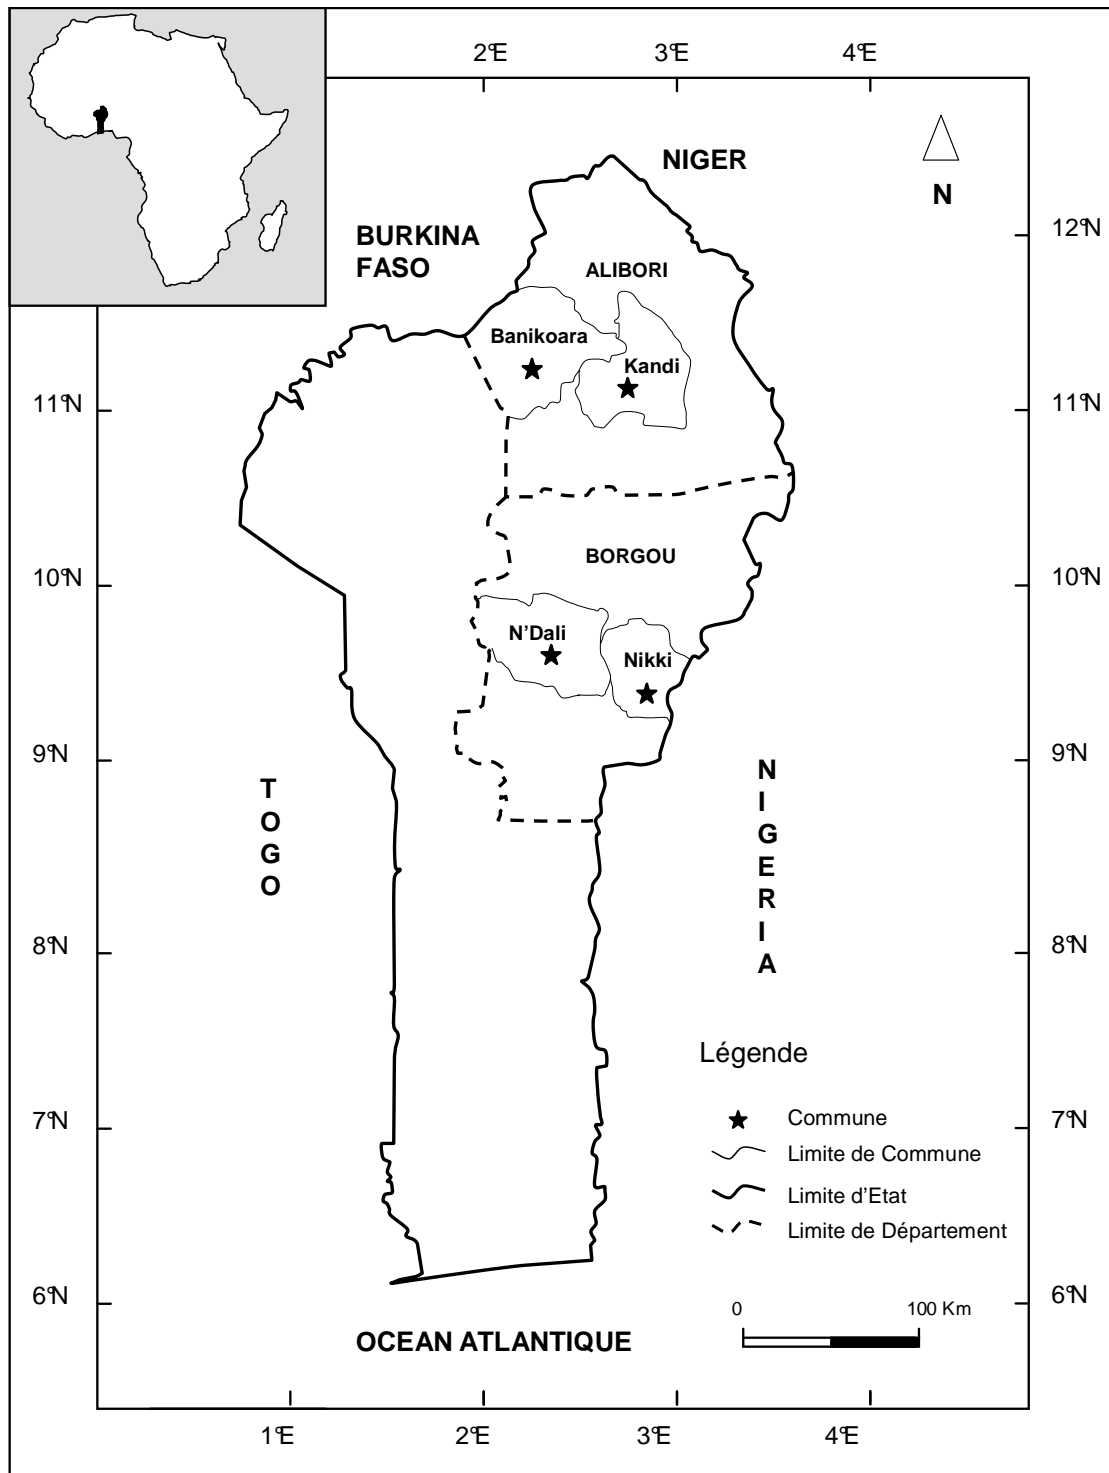 2°E 3°E 4°E
NIGER
N
BURKINA
FASO
12°N
ALIBORI
Banikoara
Kandi
11°N 11°N
BORGOU
10°N 10°N
N'Dali
Nikki
9°N 9°N
TOGO
NIGERIA
8°N 8°N
Légende
7°N 7°N
Commune
Limite de Commune
Limite d'Etat
Limite de Département
6°N 6°N
0 100 Km
OCEAN ATLANTIQUE
1°E 2°E 3°E 4°E